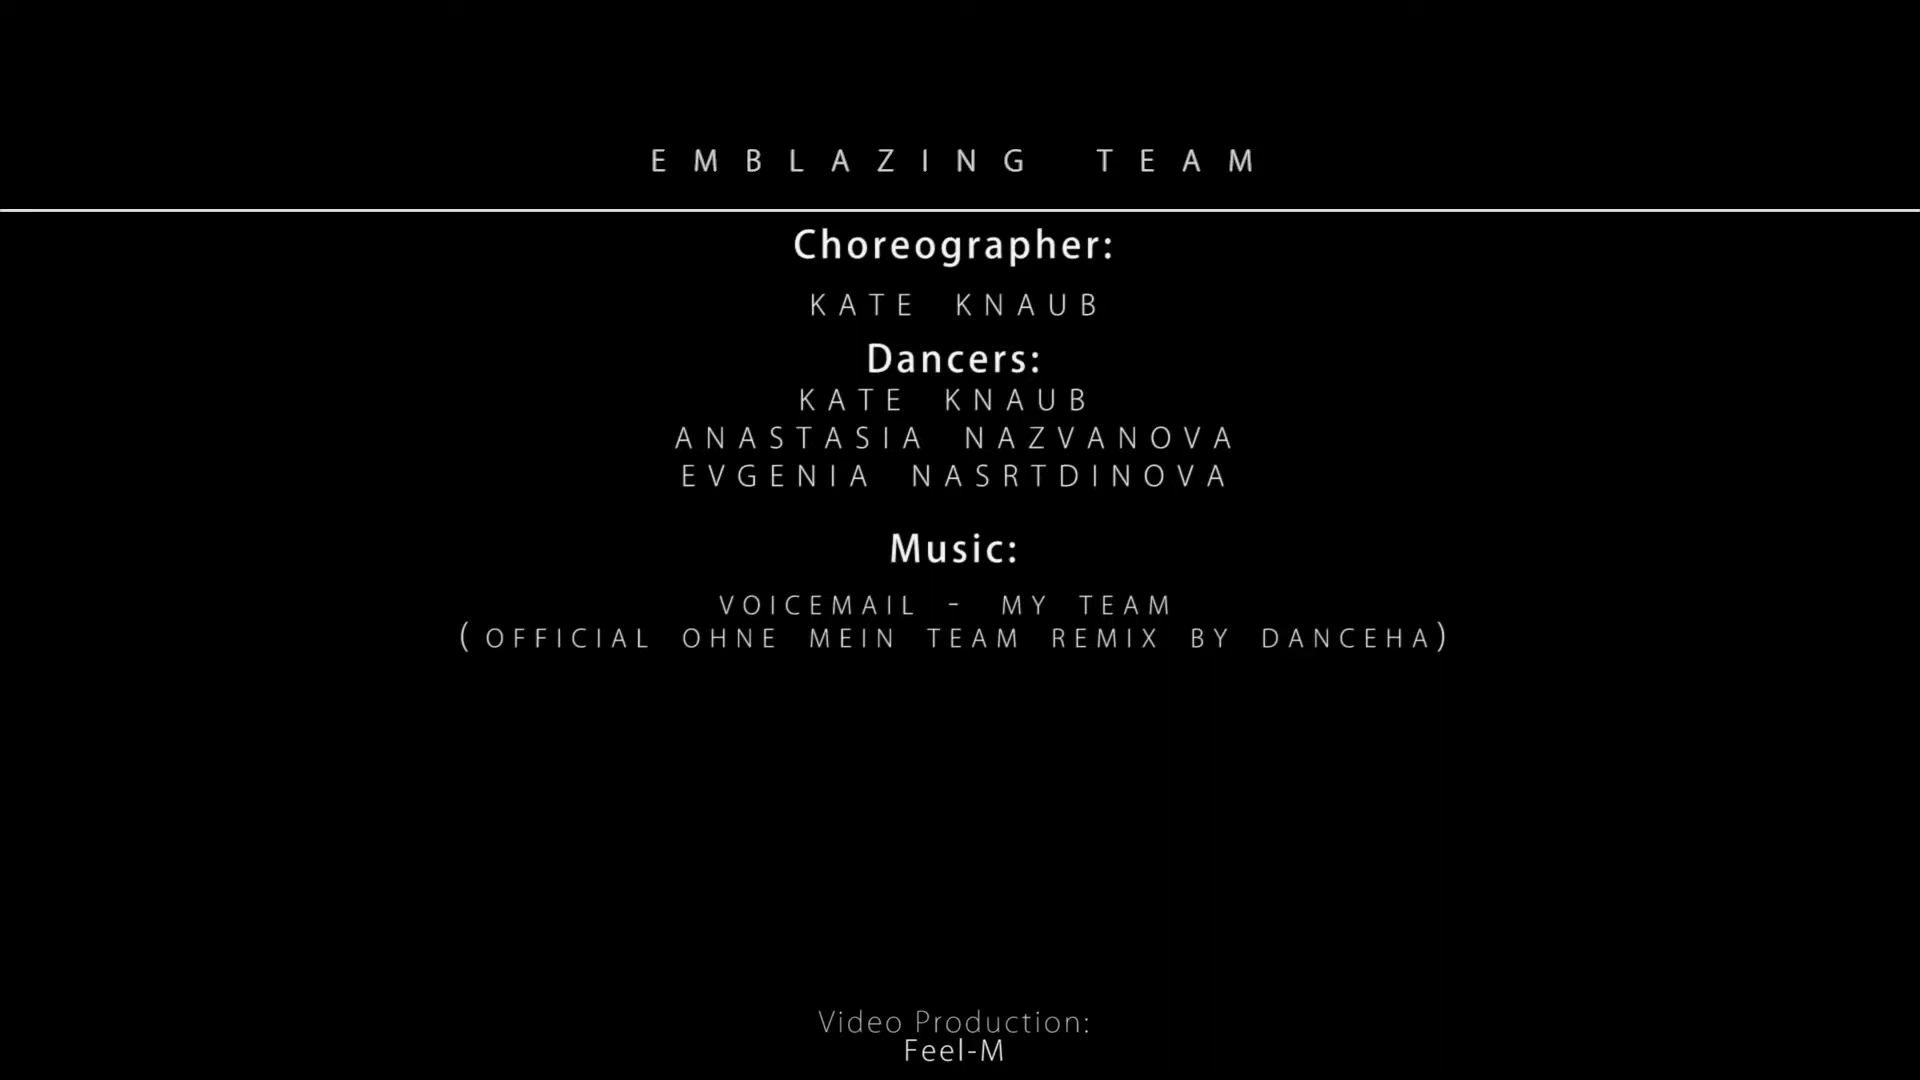 EMBLAZING TEAM
Choreographer:
KATE KNAUB
Dancers:
KATE KNAUB
ANASTASIA NAZVANOVA
EVGENIA NASRTDINOVA
Music:
VOICEMAIL - MY TEAM
(OFFICIAL OHNE MEIN TEAM REMIX BY DANCEHA)
Video Production:
Feel-M